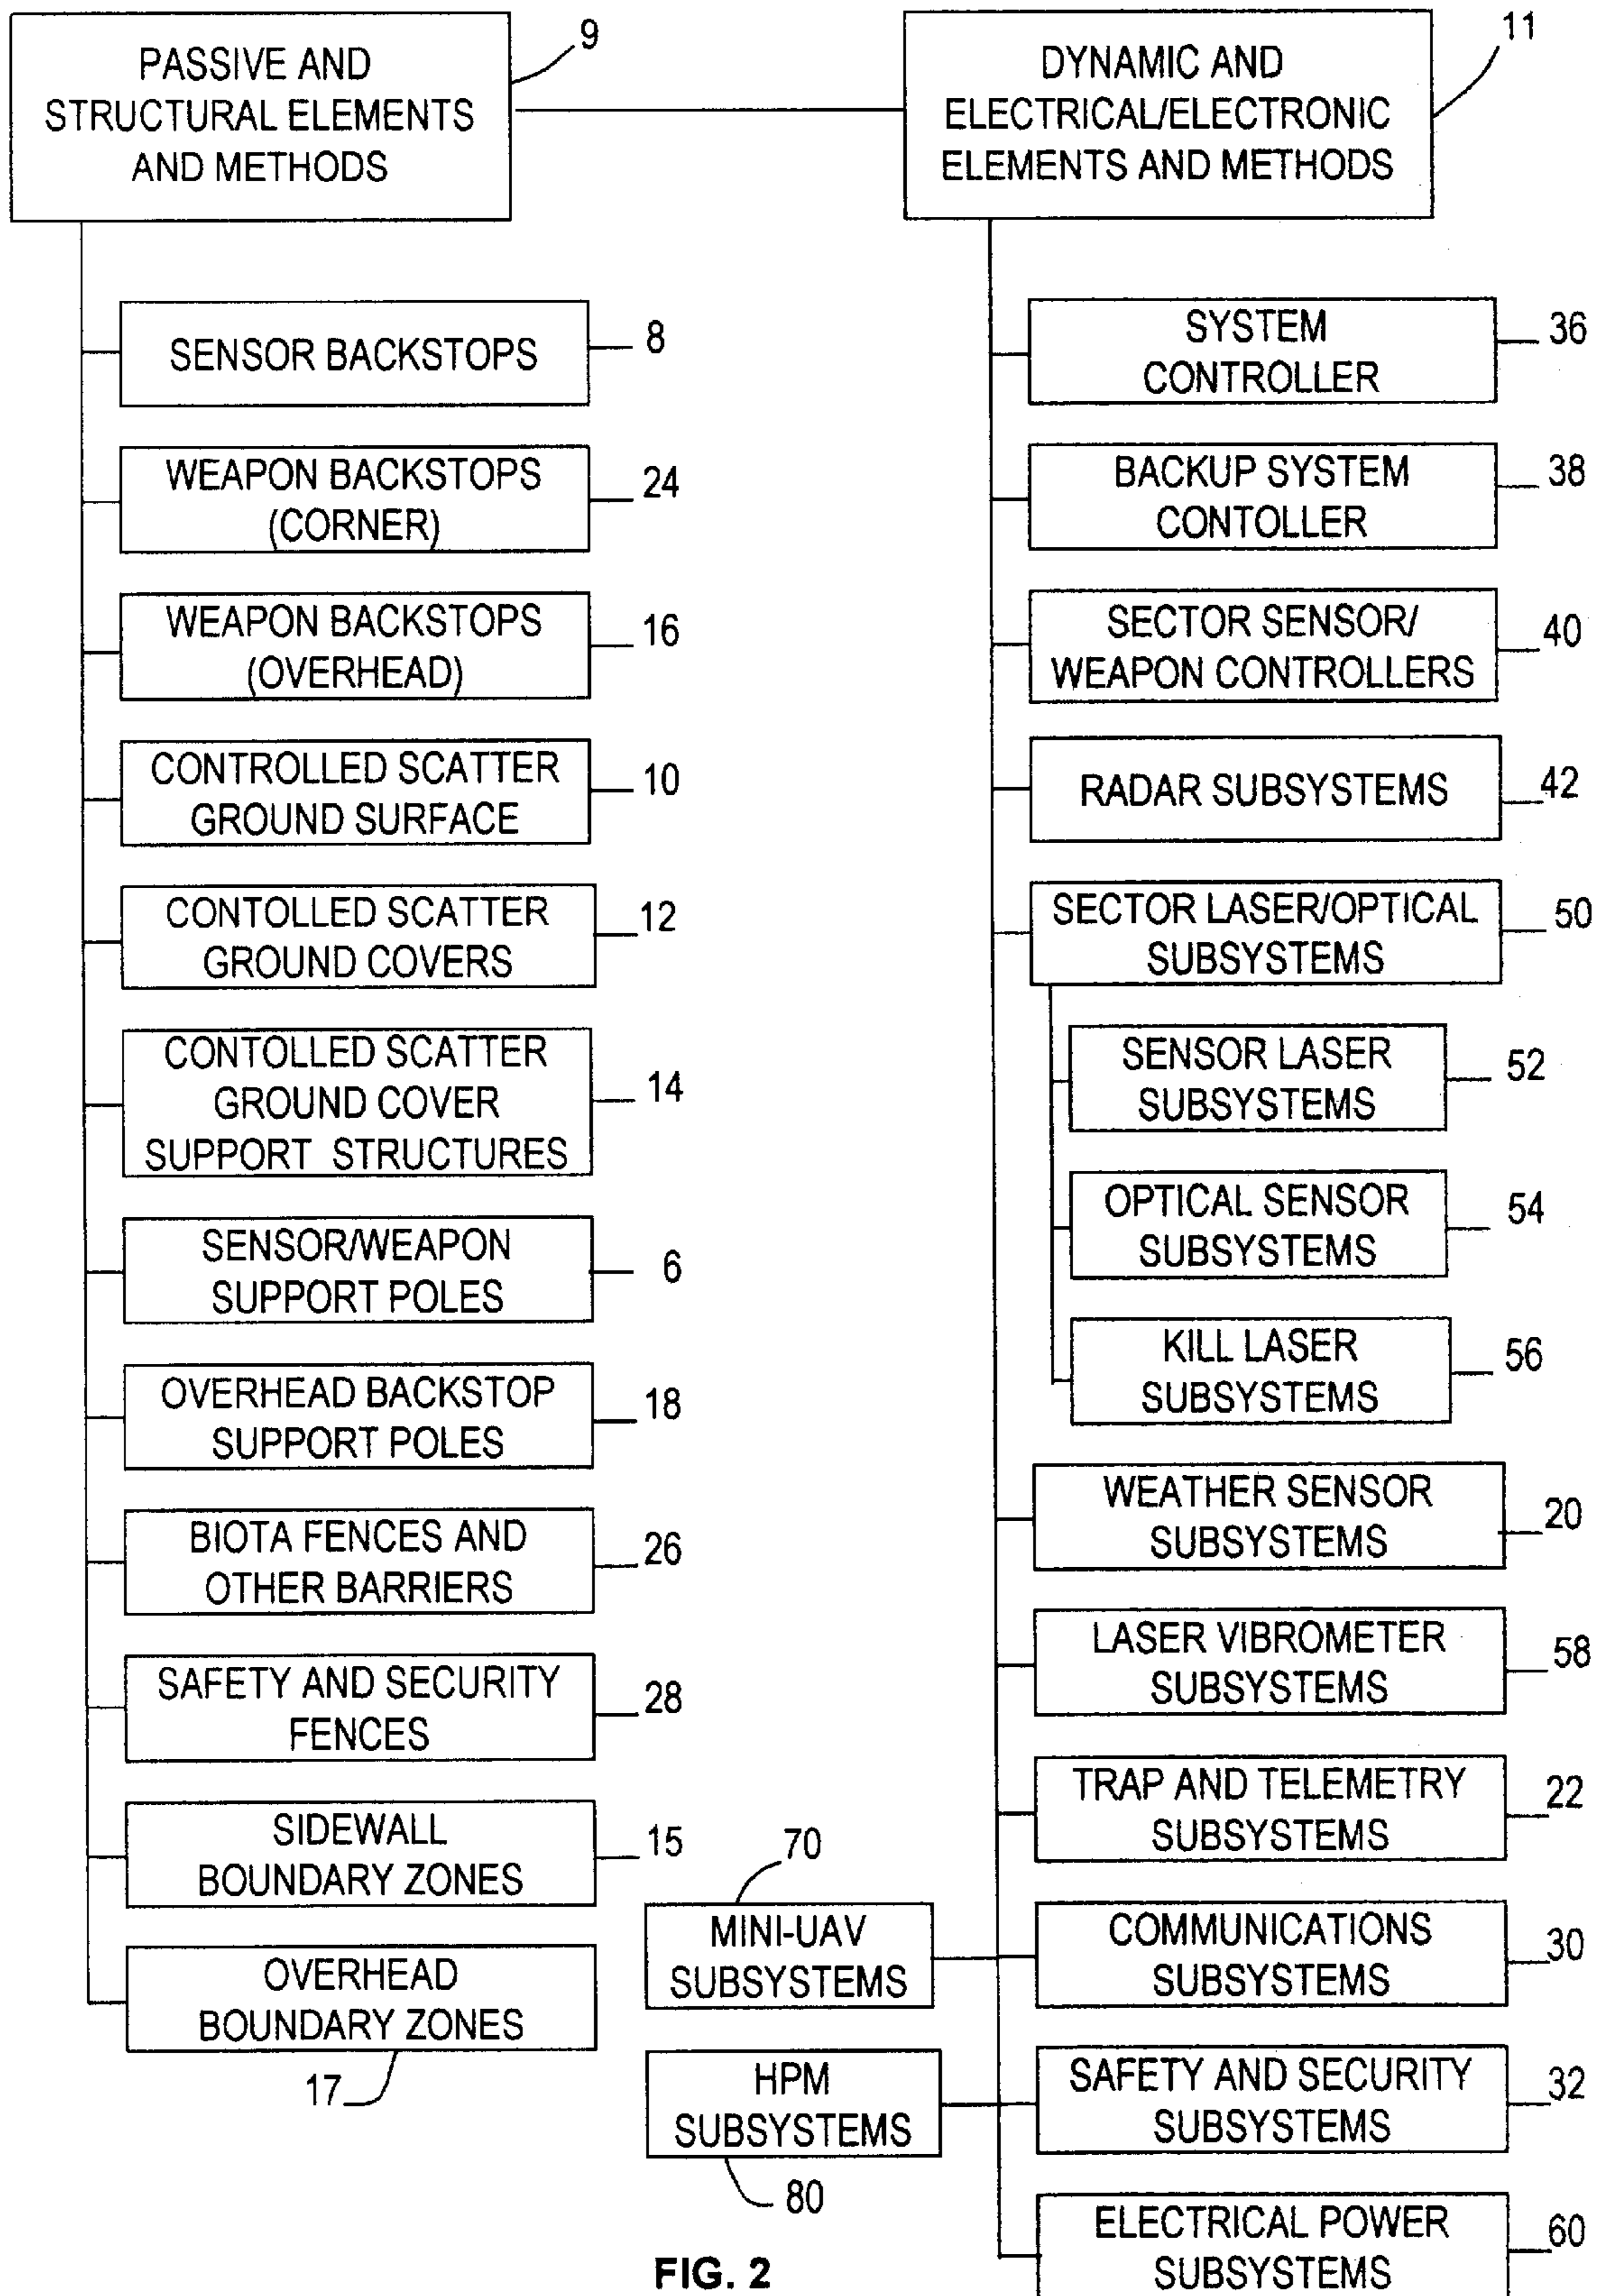 PASSIVE AND
STRUCTURAL ELEMENTS
AND METHODS
9
DYNAMIC AND
ELECTRICAL/ELECTRONIC
ELEMENTS AND METHODS
11
SENSOR BACKSTOPS
8
WEAPON BACKSTOPS
(CORNER)
24
WEAPON BACKSTOPS
(OVERHEAD)
16
CONTROLLED SCATTER
GROUND SURFACE
10
CONTOLLED SCATTER
GROUND COVERS
12
CONTOLLED SCATTER
GROUND COVER
SUPPORT STRUCTURES
14
SENSOR/WEAPON
SUPPORT POLES
6
OVERHEAD BACKSTOP
SUPPORT POLES
18
BIOTA FENCES AND
OTHER BARRIERS
26
SAFETY AND SECURITY
FENCES
28
SIDEWALL
BOUNDARY ZONES
15
OVERHEAD
BOUNDARY ZONES
17
SYSTEM
CONTROLLER
36
BACKUP SYSTEM
CONTOLLER
38
SECTOR SENSOR/
WEAPON CONTROLLERS
40
RADAR SUBSYSTEMS
42
SECTOR LASER/OPTICAL
SUBSYSTEMS
50
SENSOR LASER
SUBSYSTEMS
52
OPTICAL SENSOR
SUBSYSTEMS
54
KILL LASER
SUBSYSTEMS
56
WEATHER SENSOR
SUBSYSTEMS
20
LASER VIBROMETER
SUBSYSTEMS
58
TRAP AND TELEMETRY
SUBSYSTEMS
22
70
MINI-UAV
SUBSYSTEMS
COMMUNICATIONS
SUBSYSTEMS
30
HPM
SUBSYSTEMS
80
SAFETY AND SECURITY
SUBSYSTEMS
32
ELECTRICAL POWER
SUBSYSTEMS
60
FIG. 2